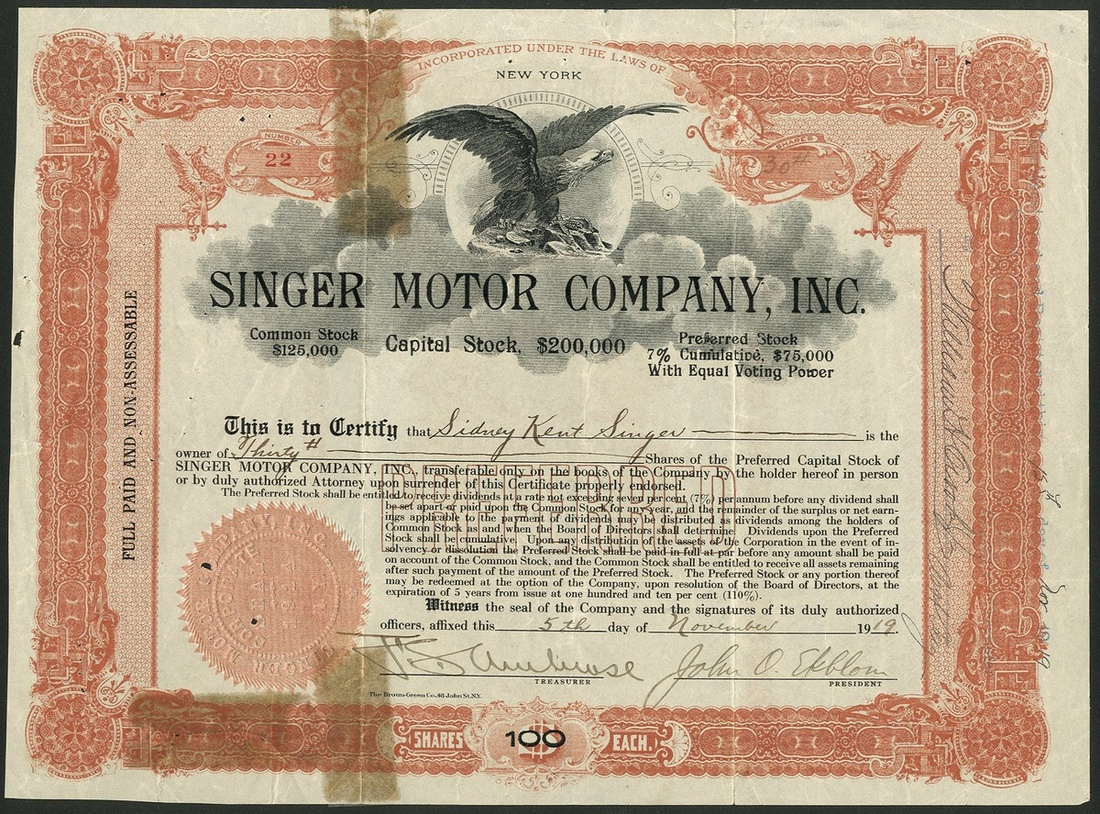 INCORPORATED UNDER THE LAWS OF
NEW YORK
NUMBER
22
SHARES
30
SINGER MOTOR COMPANY, INC.
Common Stock
$125,000
Capital Stock, $200,000
Preferred Stock
7% Cumulative, $75,000
With Equal Voting Power
FULL PAID AND NON-ASSESSABLE
This is to Certify that Sidney Kent Singer is the
owner of Thirty Shares of the Preferred Capital Stock of
SINGER MOTOR COMPANY, INC., transferable only on the books of the Company by the holder hereof in person
or by duly authorized Attorney upon surrender of this Certificate properly endorsed.
PREFERRED
The Preferred Stock shall be entitled to receive dividends at a rate not exceeding seven per cent (7%) per annum before any dividend shall
be set apart or paid upon the Common Stock for any year, and the remainder of the surplus or net earn-
ings applicable to the payment of dividends may be distributed as dividends among the holders of
Common Stock as and when the Board of Directors shall determine Dividends upon the Preferred
Stock shall be cumulative. Upon any distribution of the assets of the Corporation in the event of in-
solvency or dissolution the Preferred Stock shall be paid in full at par before any amount shall be paid
on account of the Common Stock, and the Common Stock shall be entitled to receive all assets remaining
after such payment of the amount of the Preferred Stock. The Preferred Stock or any portion thereof
may be redeemed at the option of the Company, upon resolution of the Board of Directors, at the
expiration of 5 years from issue at one hundred and ten per cent (110%).
Witness the seal of the Company and the signatures of its duly authorized
officers, affixed this 5th day of November 1919.
TREASURER
John O. Ekblom
PRESIDENT
The Broun-Green Co. 48 John St. N.Y.
SHARES $100 EACH.